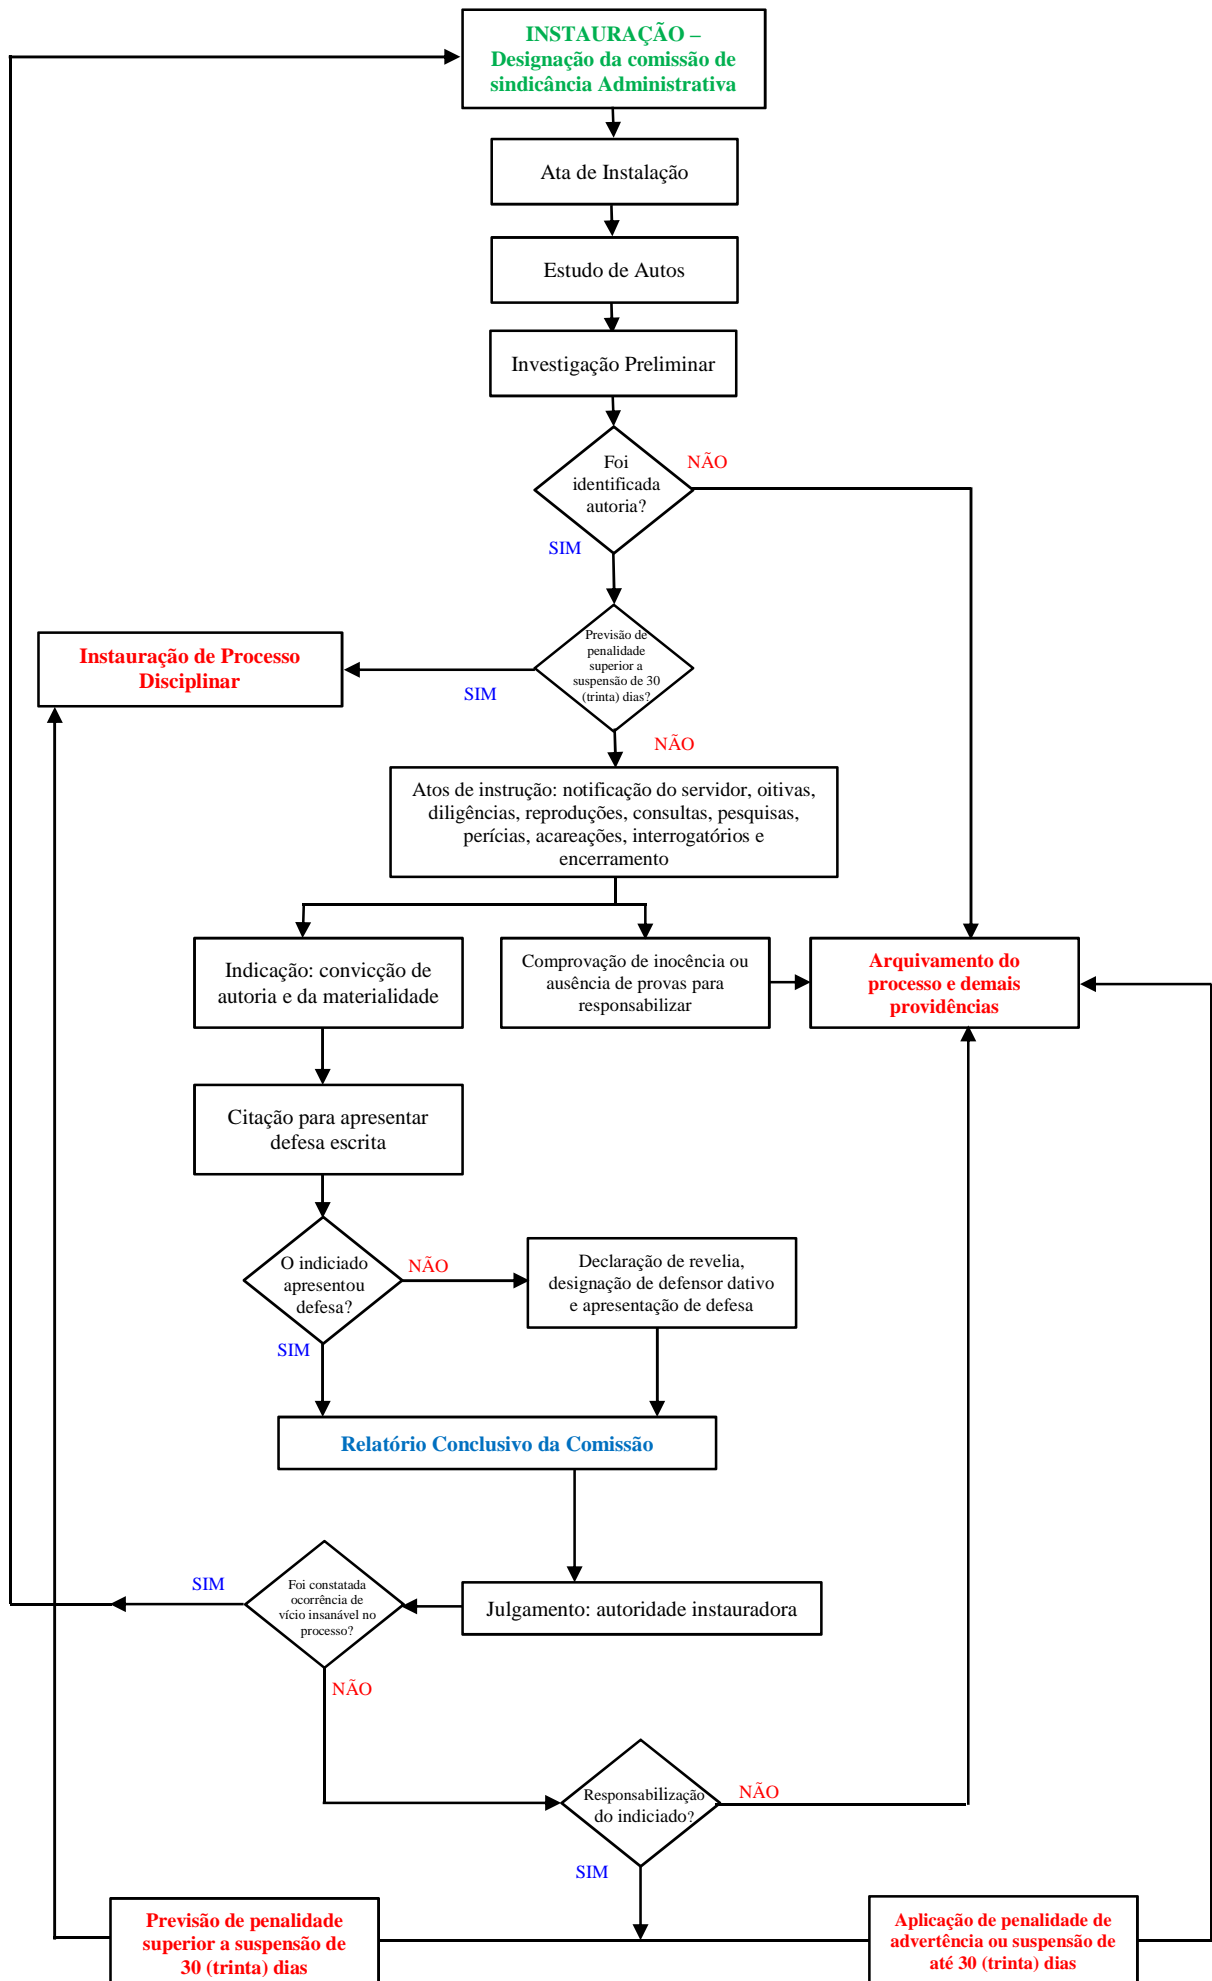 INSTAURAÇÃO –
Designação da comissão de
sindicância Administrativa
Ata de Instalação
Estudo de Autos
Investigação Preliminar
Foi
identificada
autoria?
NÃO
SIM
Previsão de
penalidade
superior a
suspensão de 30
(trinta) dias?
SIM
NÃO
Instauração de Processo
Disciplinar
Atos de instrução: notificação do servidor, oitivas,
diligências, reproduções, consultas, pesquisas,
perícias, acareações, interrogatórios e
encerramento
Indicação: convicção de
autoria e da materialidade
Comprovação de inocência ou
ausência de provas para
responsabilizar
Arquivamento do
processo e demais
providências
Citação para apresentar
defesa escrita
O indiciado
apresentou
defesa?
NÃO
SIM
Declaração de revelia,
designação de defensor dativo
e apresentação de defesa
Relatório Conclusivo da Comissão
Julgamento: autoridade instauradora
Foi constatada
ocorrência de
vício insanável no
processo?
SIM
NÃO
Responsabilização
do indiciado?
NÃO
SIM
Previsão de penalidade
superior a suspensão de
30 (trinta) dias
Aplicação de penalidade de
advertência ou suspensão de
até 30 (trinta) dias